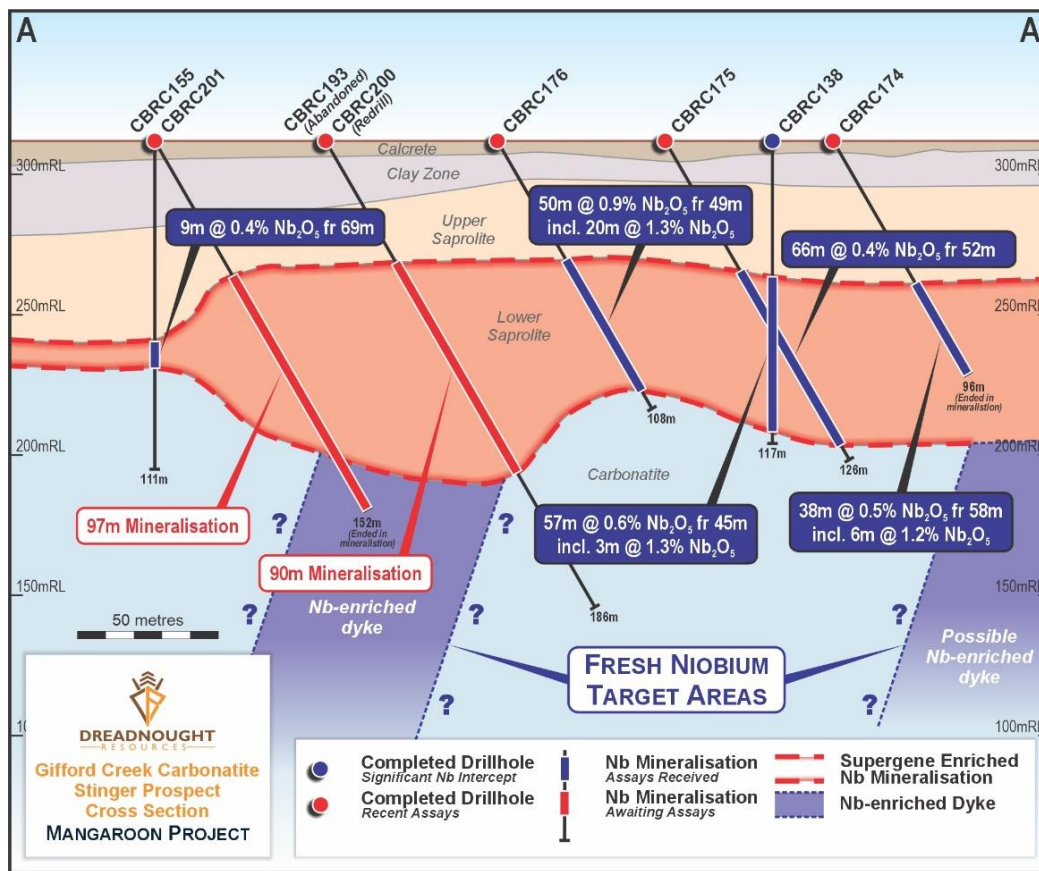 A
A
CBRC155
CBRC201
CBRC193
(Abandoned)
CBRC200
(Redrill)
CBRC176
CBRC175
CBRC138
CBRC174
300mRL
300mRL
Calcrete
Clay Zone
9m @ 0.4% Nb₂O₅ fr 69m
Upper
Saprolite
50m @ 0.9% Nb₂O₅ fr 49m
incl. 20m @ 1.3% Nb₂O₅
66m @ 0.4% Nb₂O₅ fr 52m
250mRL
250mRL
Lower
Saprolite
96m
(Ended in
mineralisation)
108m
200mRL
200mRL
111m
117m
126m
Carbonatite
97m Mineralisation
?
152m
(Ended in
mineralisation)
?
57m @ 0.6% Nb₂O₅ fr 45m
incl. 3m @ 1.3% Nb₂O₅
38m @ 0.5% Nb₂O₅ fr 58m
incl. 6m @ 1.2% Nb₂O₅
?
90m Mineralisation
150mRL
150mRL
?
Nb-enriched
dyke
?
186m
?
50 metres
Possible
Nb-enriched
dyke
FRESH NIOBIUM
TARGET AREAS
?
?
10
100mRL
DREADNOUGHT
RESOURCES
Gifford Creek Carbonatite
Stinger Prospect
Cross Section
MANGAROON PROJECT
Completed Drillhole
Significant Nb Intercept
Completed Drillhole
Recent Assays
Nb Mineralisation
Assays Received
Nb Mineralisation
Awaiting Assays
Supergene Enriched
Nb Mineralisation
Nb-enriched Dyke